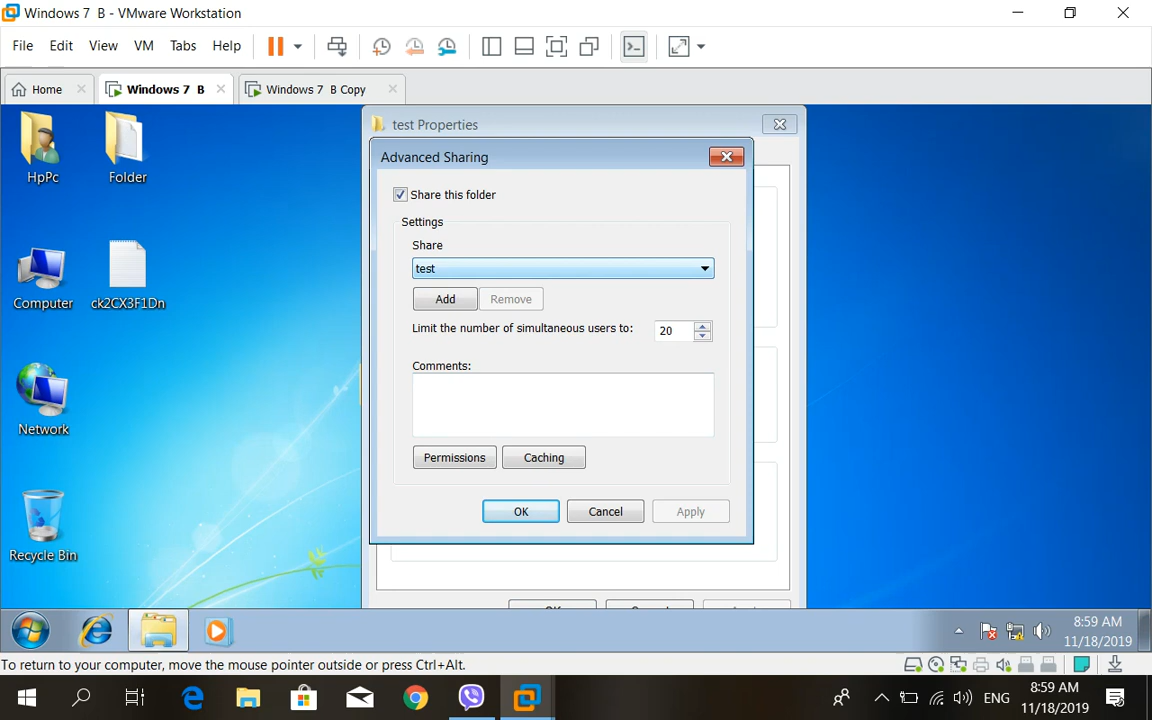 Windows 7  B - VMware Workstation
File Edit View VM Tabs Help
Home
Windows 7  B
Windows 7  B Copy
HpPc
Folder
Computer
ck2CX3F1Dn
Network
Recycle Bin
test Properties
Advanced Sharing
Share this folder
Settings
Share
test
Add
Remove
Limit the number of simultaneous users to:
20
Comments:
Permissions
Caching
OK
Cancel
Apply
8:59 AM
11/18/2019
To return to your computer, move the mouse pointer outside or press Ctrl+Alt.
ENG
8:59 AM
11/18/2019